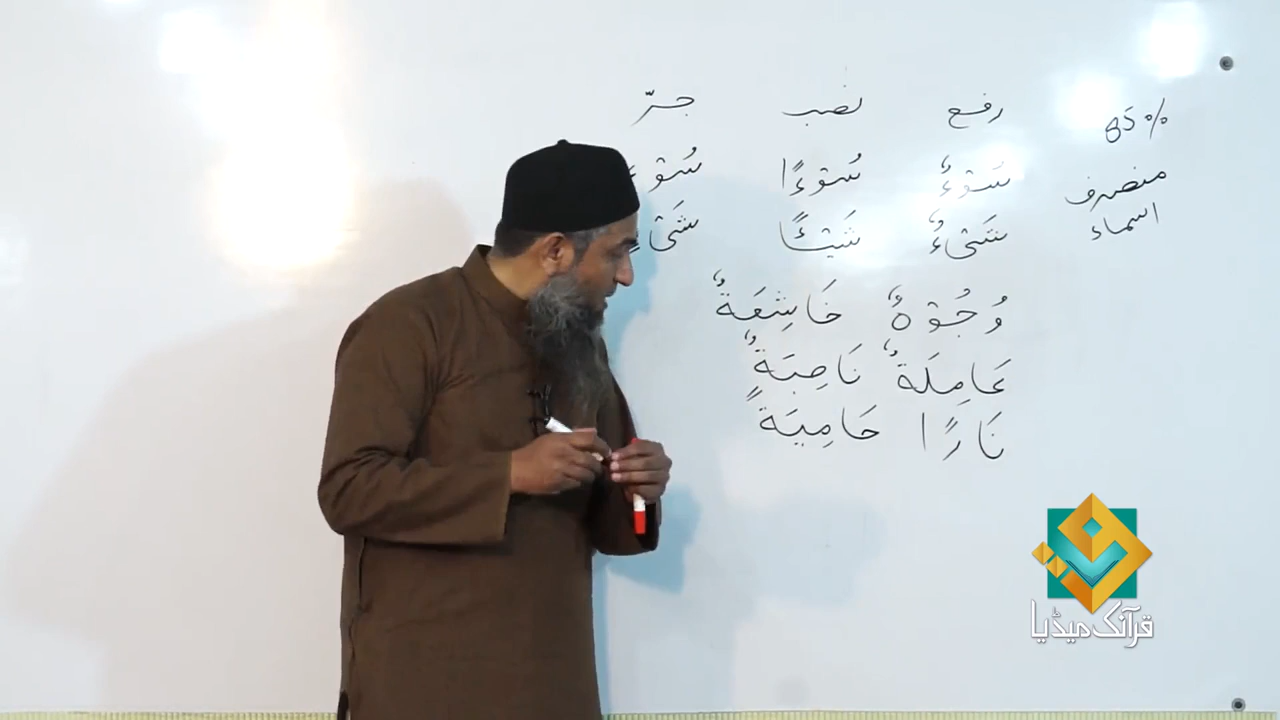 85% رفع نصب جرّ
منصرف اسماء
سُوْءٌ سُوْءًا سُوْءٍ
شَيْءٌ شَيْئًا شَيْءٍ
وُجُوْهٌ خَاشِعَةٌ
عَامِلَةٌ نَاصِبَةٌ
نَارًا حَامِيَةً
قرآنک میڈیا